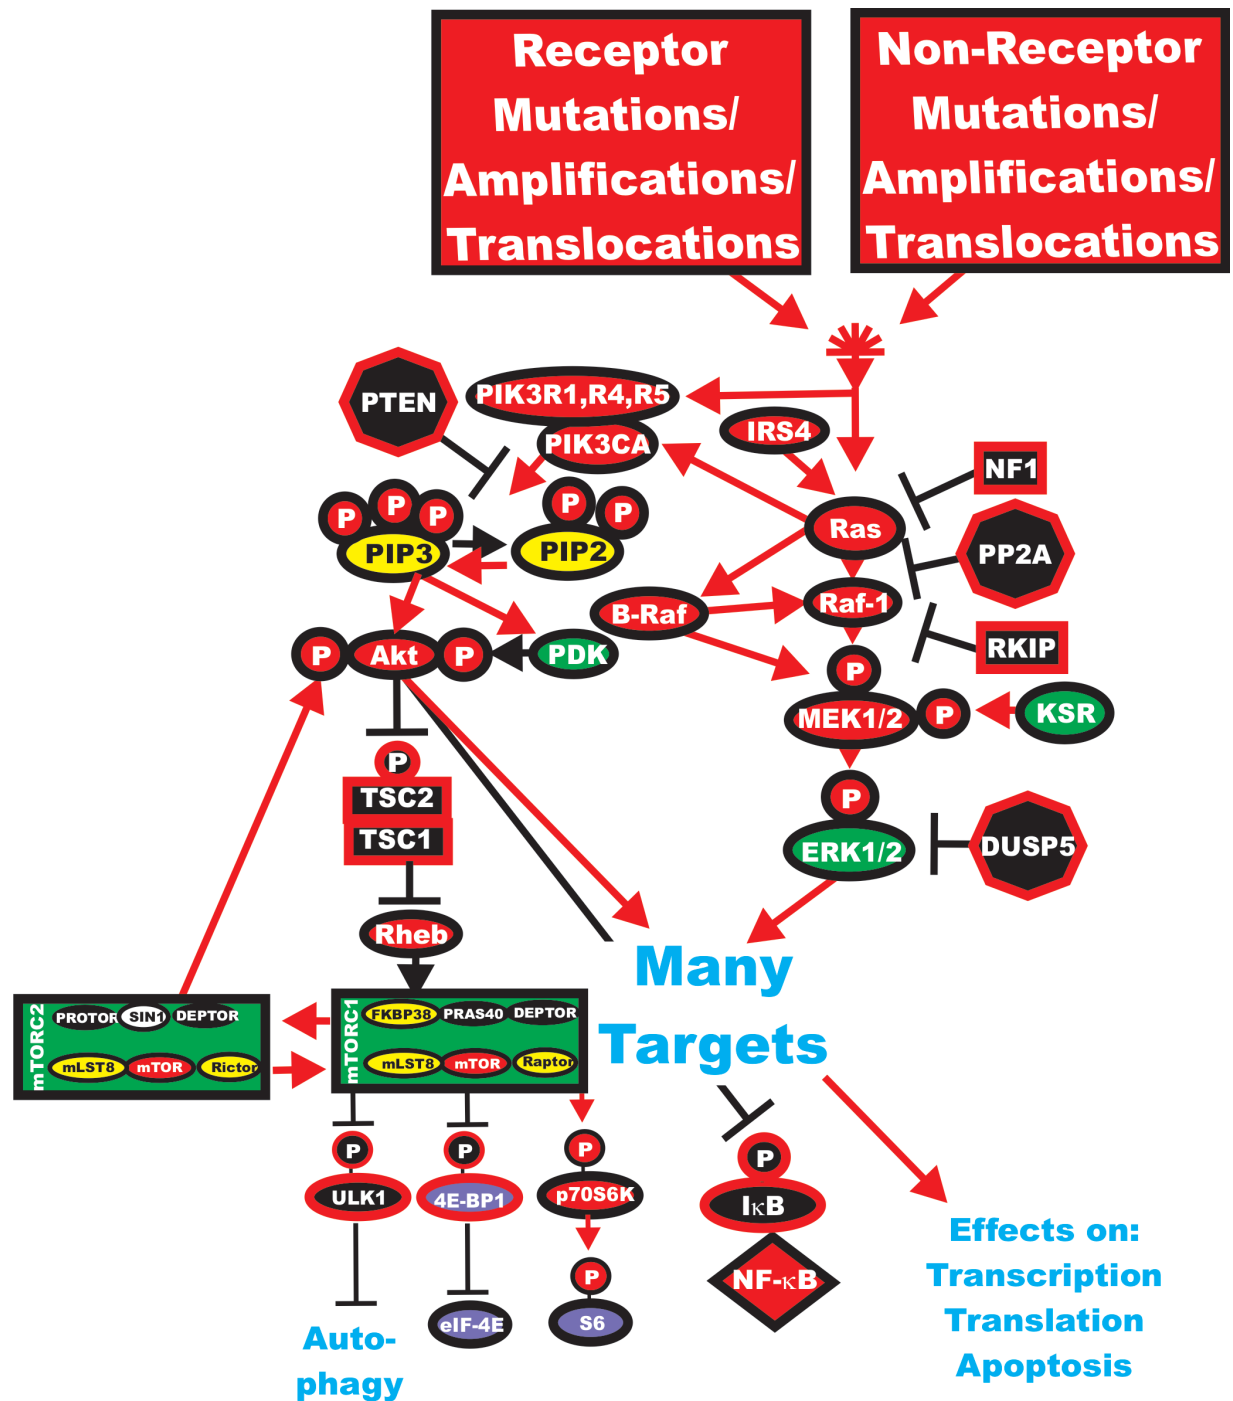 Receptor
Mutations/
Amplifications/
Translocations
Non-Receptor
Mutations/
Amplifications/
Translocations
PTEN
PIK3R1,R4,R5
PIK3CA
IRS4
NF1
P
P
P
P
P
PIP3
PIP2
Ras
PP2A
B-Raf
Raf-1
RKIP
P
Akt
P
PDK
P
MEK1/2
P
KSR
P
TSC2
TSC1
P
ERK1/2
DUSP5
Rheb
Many
Targets
mTORC2
PROTOR
SIN1
DEPTOR
mLST8
mTOR
Rictor
mTORC1
FKBP38
PRAS40
DEPTOR
mLST8
mTOR
Raptor
P
ULK1
P
4E-BP1
P
p70S6K
P
IκB
NF-κB
P
S6
eIF-4E
Auto-
phagy
Effects on:
Transcription
Translation
Apoptosis